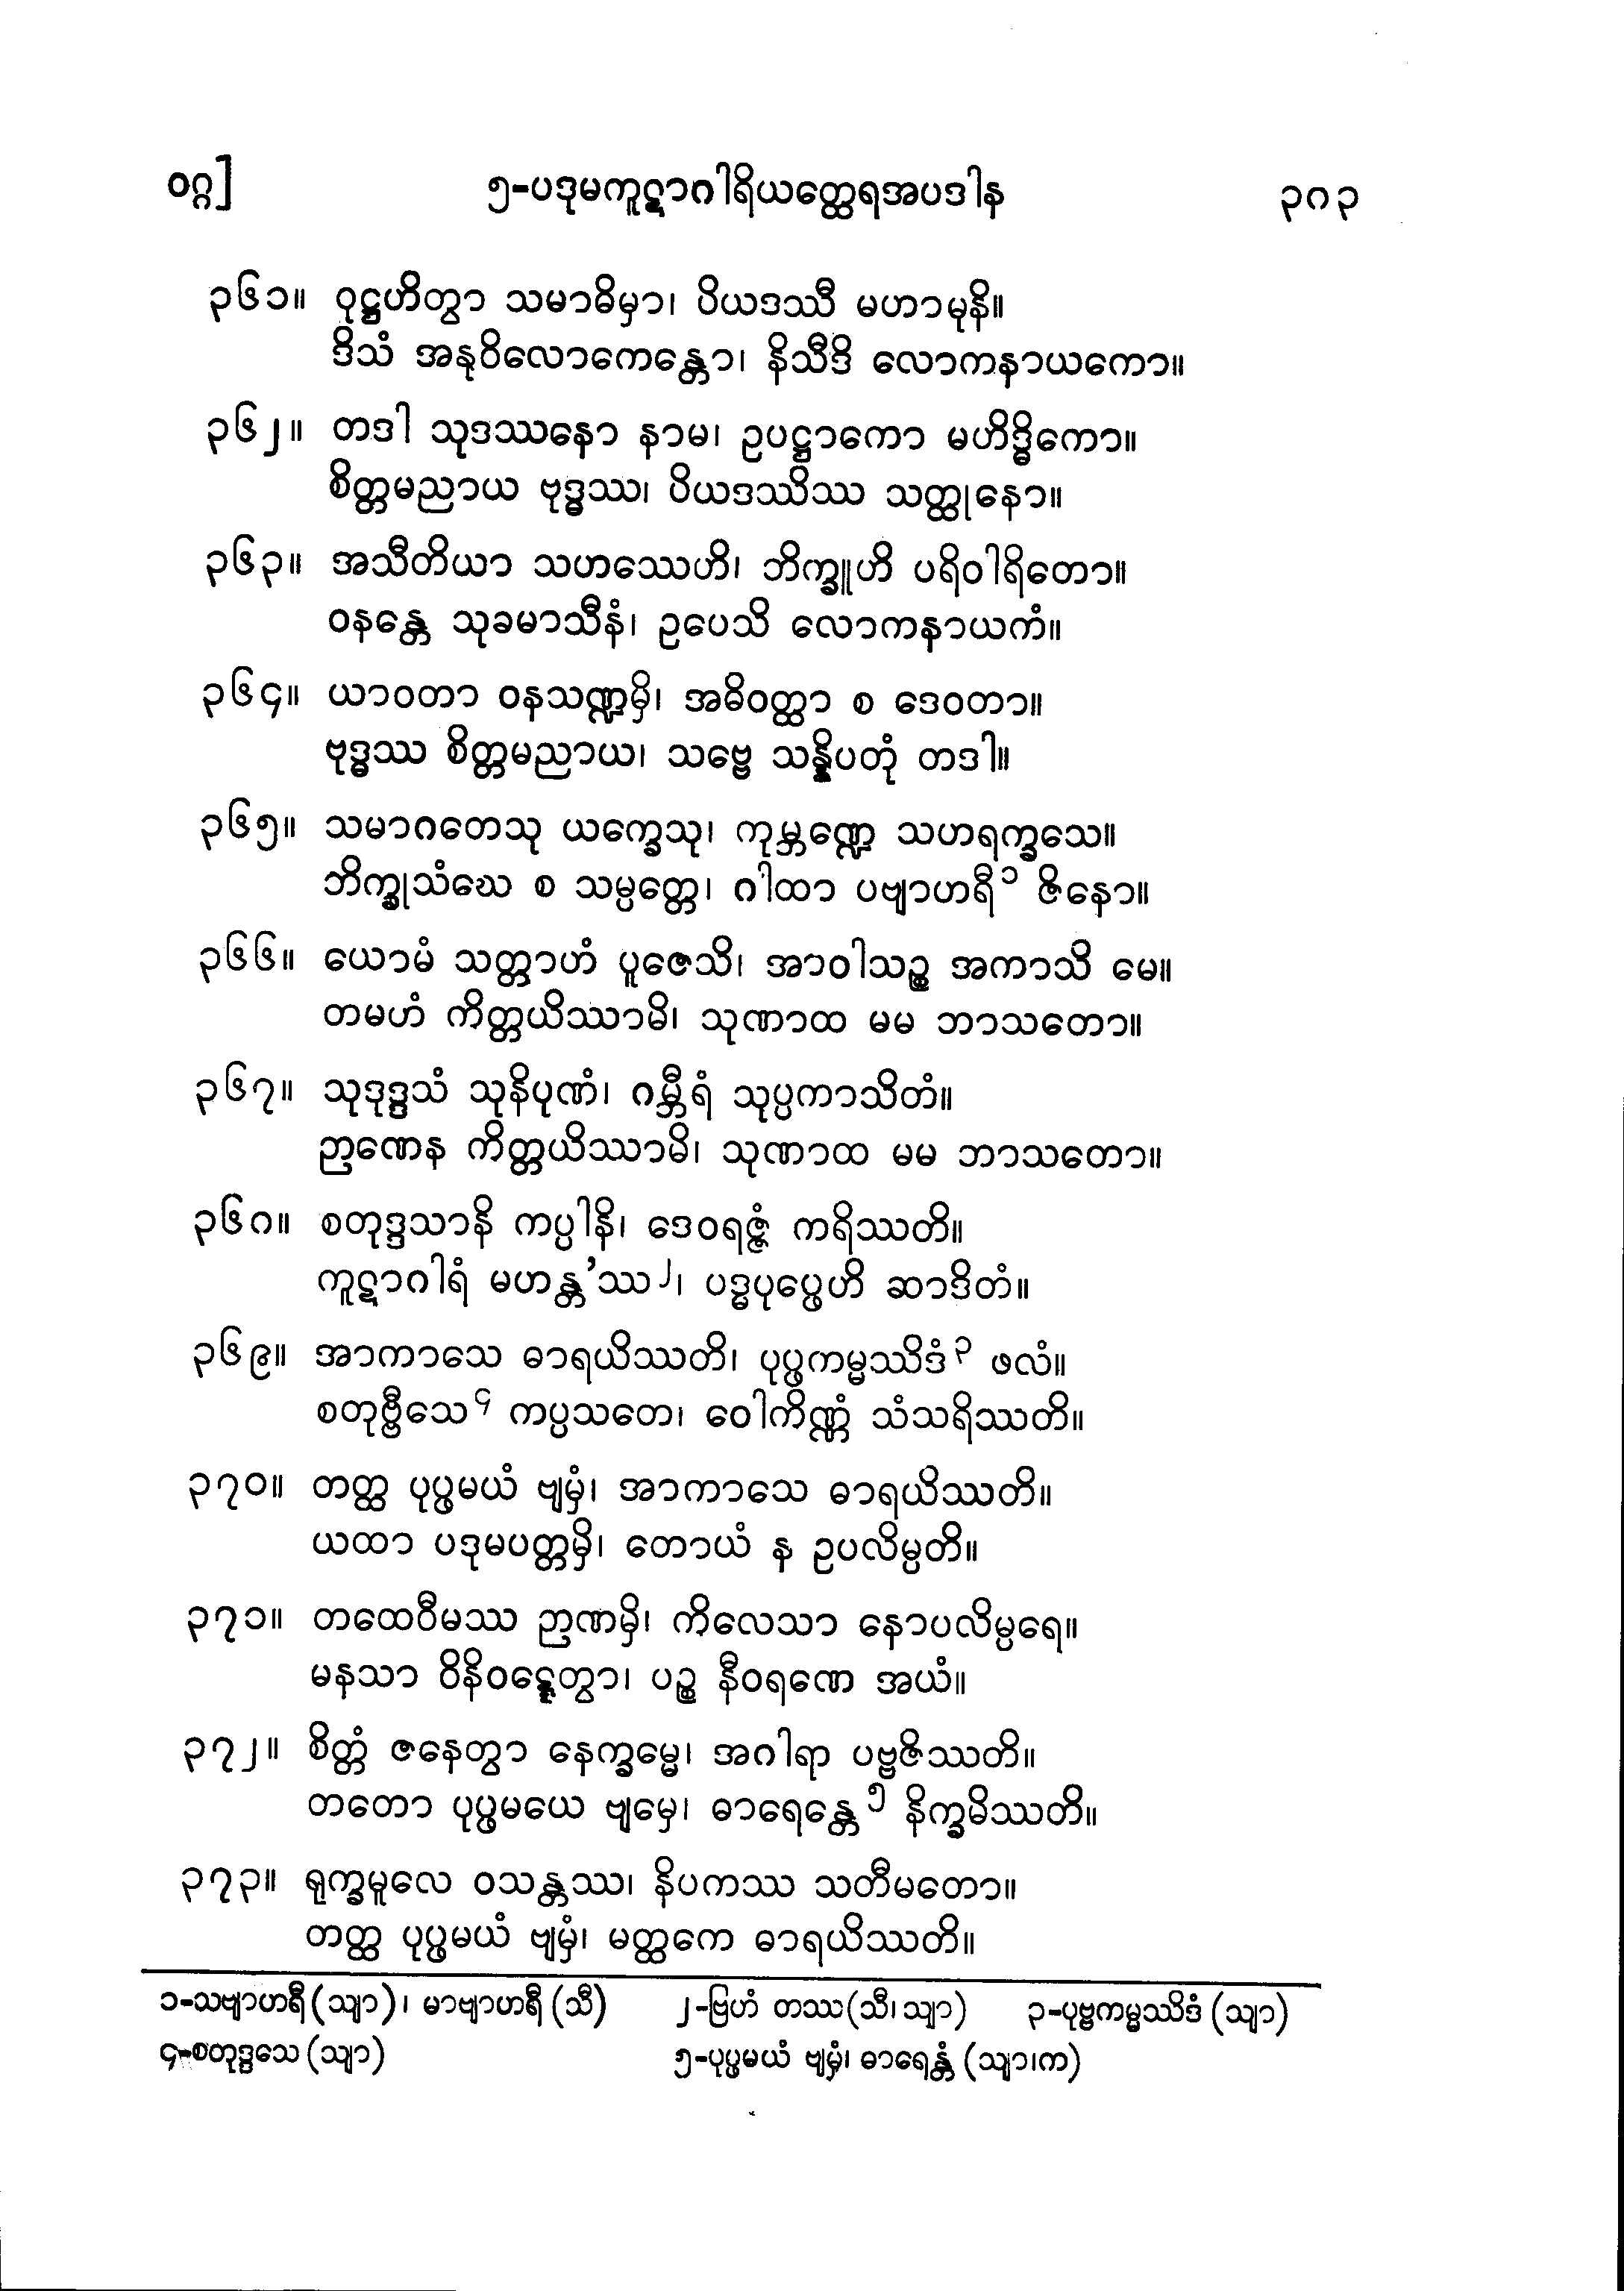 ဝဂ္ဂ]	၅-ပဒုမကူဋာဂါရိယတ္ထေရအပဒါန	၃၈၃
၃၆၁။ ဝုဋ္ဌဟိတွာ သမာဓိမှာ၊ ပိယဒဿီ မဟာမုနိ။
ဒိသံ အနုဝိလောကေန္တော၊ နိသီဒိ လောကနာယကော။
၃၆၂။ တဒါ သုဒဿနော နာမ၊ ဥပဋ္ဌာကော မဟိဒ္ဓိကော။
စိတ္တမညာယ ဗုဒ္ဓဿ၊ ပိယဒဿိဿ သတ္ထုနော။
၃၆၃။ အသီတိယာ သဟဿေဟိ၊ ဘိက္ခူဟိ ပရိဝါရိတော။
ဝနန္တေ သုခမာသီနံ၊ ဥပေသိ လောကနာယကံ။
၃၆၄။ ယာဝတာ ဝနသဏ္ဍမှိ၊ အဓိဝတ္ထာ စ ဒေဝတာ။
ဗုဒ္ဓဿ စိတ္တမညာယ၊ သဗ္ဗေ သန္နိပတုံ တဒါ။
၃၆၅။ သမာဂတေသု ယက္ခေသု၊ ကုမ္ဘဏ္ဍေ သဟရက္ခသေ။
ဘိက္ခုသံဃေ စ သမ္ပတ္တေ၊ ဂါထာ ပဗျာဟရီ၁ ဇိနော။
၃၆၆။ ယောမံ သတ္တာဟံ ပူဇေသိ၊ အာဝါသဉ္စ အကာသိ မေ။
တမဟံ ကိတ္တယိဿာမိ၊ သုဏာထ မမ ဘာသတော။
၃၆၇။ သုဒုဒ္ဒသံ သုနိပုဏံ၊ ဂမ္ဘီရံ သုပ္ပကာသိတံ။
ဉာဏေန ကိတ္တယိဿာမိ၊ သုဏာထ မမ ဘာသတော။
၃၆၈။ စတုဒ္ဒသာနိ ကပ္ပါနိ၊ ဒေဝရဇ္ဇံ ကရိဿတိ။
ကူဋာဂါရံ မဟန္တ’ဿ၂၊ ပဒ္မပုပ္ဖေဟိ ဆာဒိတံ။
၃၆၉။ အာကာသေ ဓာရယိဿတိ၊ ပုပ္ဖကမ္မဿိဒံ၃ ဖလံ။
စတုဗ္ဗီသေ၄ ကပ္ပသတေ၊ ဝေါကိဏ္ဏံ သံသရိဿတိ။
၃၇၀။ တတ္ထ ပုပ္ဖမယံ ဗျမှံ၊ အာကာသေ ဓာရယိဿတိ။
ယထာ ပဒုမပတ္တမှိ၊ တောယံ န ဥပလိမ္ပတိ။
၃၇၁။ တထေဝီမဿ ဉာဏမှိ၊ ကိလေသာ နောပလိမ္ပရေ။
မနသာ ဝိနိဝဋ္ဋေတွာ၊ ပဉ္စ နီဝရဏေ အယံ။
၃၇၂။ စိတ္တံ ဇနေတွာ နေက္ခမ္မေ၊ အဂါရာ ပဗ္ဗဇိဿတိ။
တတော ပုပ္ဖမယေ ဗျမှေ၊ ဓာရေန္တေ၅ နိက္ခမိဿတိ။
၃၇၃။ ရုက္ခမူလေ ဝသန္တဿ၊ နိပကဿ သတီမတော။
တတ္ထ ပုပ္ဖမယံ ဗျမှံ၊ မတ္ထကေ ဓာရယိဿတိ။
၁-သဗျာဟရီ (သျာ)၊ မာဗျာဟရီ (သီ)	၂-ဗြဟံ တဿ (သီ၊ သျာ)	၃-ပုဗ္ဗကမ္မဿိဒံ (သျာ)
၄-စတုဒ္ဒသေ (သျာ)	၅-ပုပ္ဖမယံ ဗျမှံ၊ ဓာရေန္တံ (သျာ၊က)